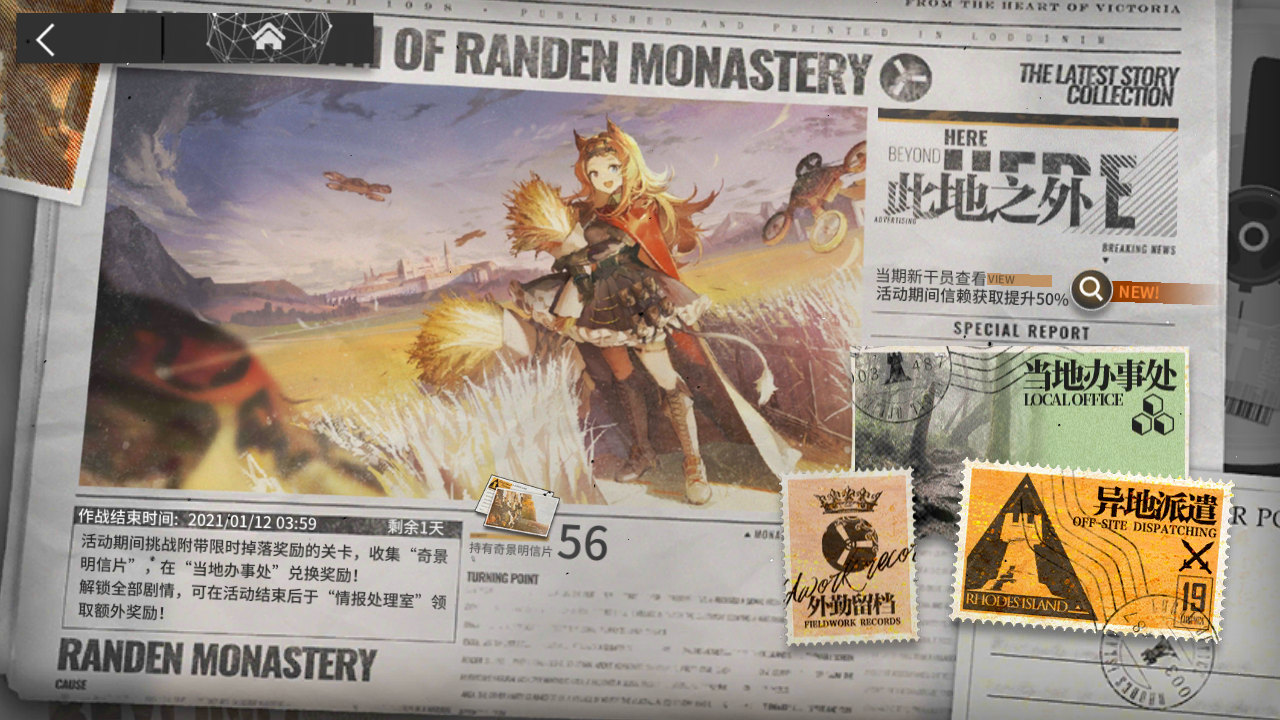 1098 • PUBLISHED AND PRINTED IN LODDINIM
FROM THE HEART OF VICTORIA
OF RANDEN MONASTERY
THE LATEST STORY
COLLECTION
HERE
BEYOND
HERE
此地之外
ADVERTISING
BREAKING NEWS
当期新干员查看VIEW
活动期间信赖获取提升50%
NEW!
SPECIAL REPORT
当地办事处
LOCAL OFFICE
异地派遣
OFF-SITE DISPATCHING
RHODES ISLAND
19
外勤留档
FIELDWORK RECORDS
作战结束时间: 2021/01/12 03:59
剩余1天
活动期间挑战附带限时掉落奖励的关卡，收集“奇景
明信片”，在“当地办事处”兑换奖励！
解锁全部剧情，可在活动结束后于“情报处理室”领
取额外奖励！
持有奇景明信片
56
TURNING POINT
RANDEN MONASTERY
CAUSE